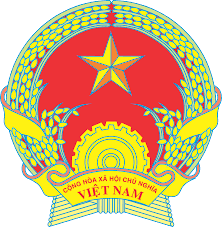 CỘNG HÒA XÃ HỘI CHỦ NGHĨA
VIỆT NAM